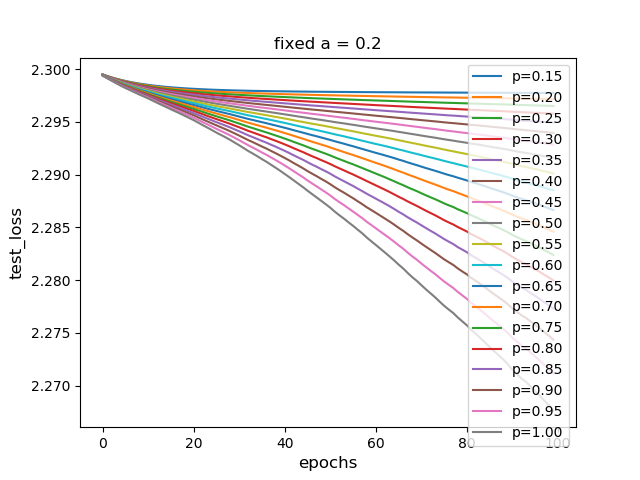 fixed a = 0.2
test_loss
2.300
2.295
2.290
2.285
2.280
2.275
2.270
0
20
40
60
80
100
epochs
p=0.15
p=0.20
p=0.25
p=0.30
p=0.35
p=0.40
p=0.45
p=0.50
p=0.55
p=0.60
p=0.65
p=0.70
p=0.75
p=0.80
p=0.85
p=0.90
p=0.95
p=1.00